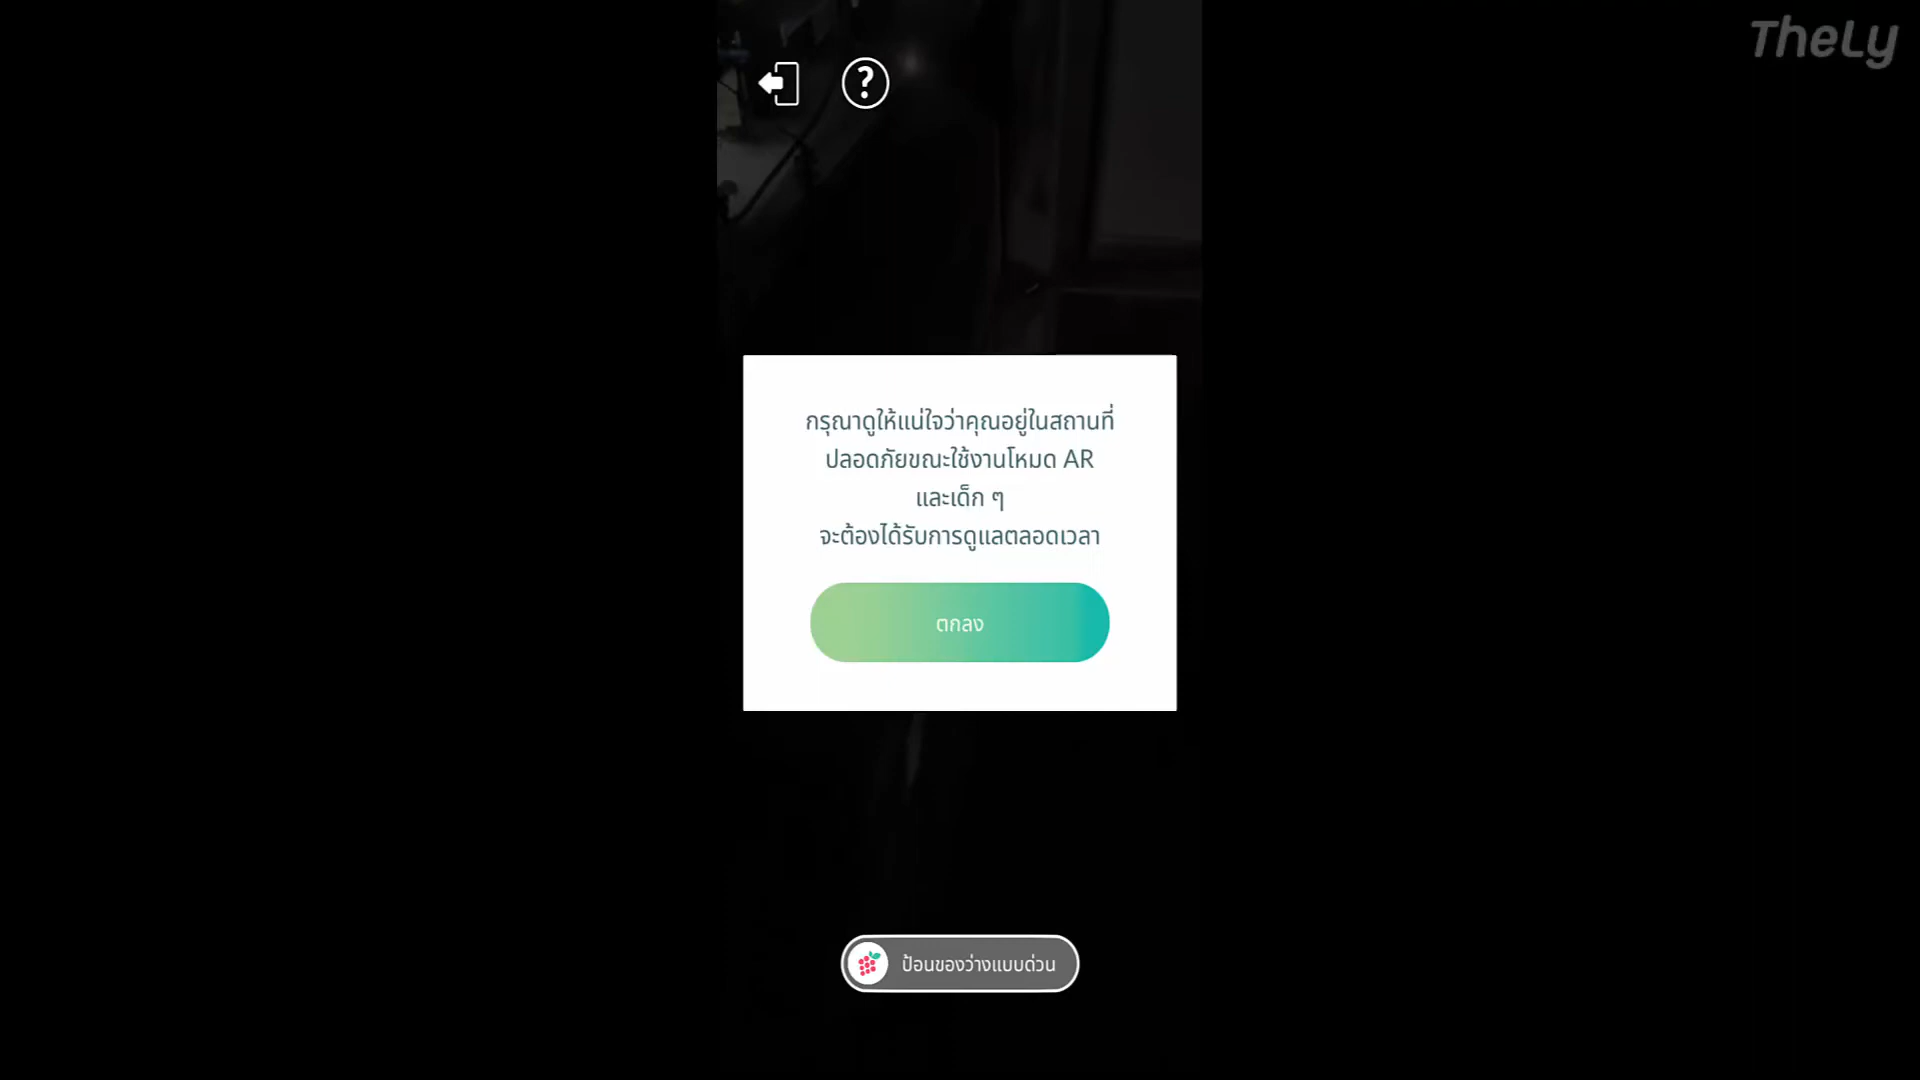 TheLy
?
กรุณาดูให้แน่ใจว่าคุณอยู่ในสถานที่
ปลอดภัยขณะใช้งานโหมด AR
และเด็ก ๆ
จะต้องได้รับการดูแลตลอดเวลา
ตกลง
ป้อนของว่างแบบด่วน